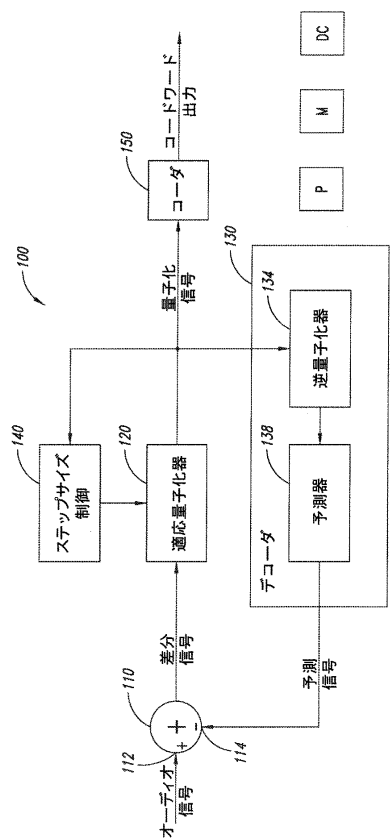 100
140
ステップサイズ
制御
オーディオ
信号
112
+
110
+
-
114
差分
信号
120
適応量子化器
量子化
信号
150
コーダ
コードワード
出力
130
デコーダ
予測
信号
138
予測器
134
逆量子化器
P
M
DC